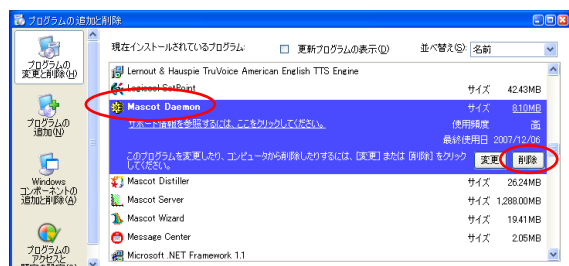 プログラムの追加と削除
プログラムの
変更と削除(H)
プログラムの
追加(N)
Windows
コンポーネントの
追加と削除(A)
プログラムの
アクセスと
現在インストールされているプログラム:
更新プログラムの表示(D)
並べ替え(S): 名前
Lernout & Hauspie TruVoice American English TTS Engine
Logicool SetPoint サイズ 42.43MB
Mascot Daemon サイズ 8.10MB
サポート情報を参照するには、ここをクリックしてください。 使用頻度 高
最終使用日 2007/12/06
このプログラムを変更したり、コンピュータから削除したりするには、[変更] または [削除] をクリック
してください。
変更 削除
Mascot Distiller サイズ 26.24MB
Mascot Server サイズ 1,288.00MB
Mascot Wizard サイズ 19.41MB
Message Center サイズ 2.05MB
Microsoft .NET Framework 1.1